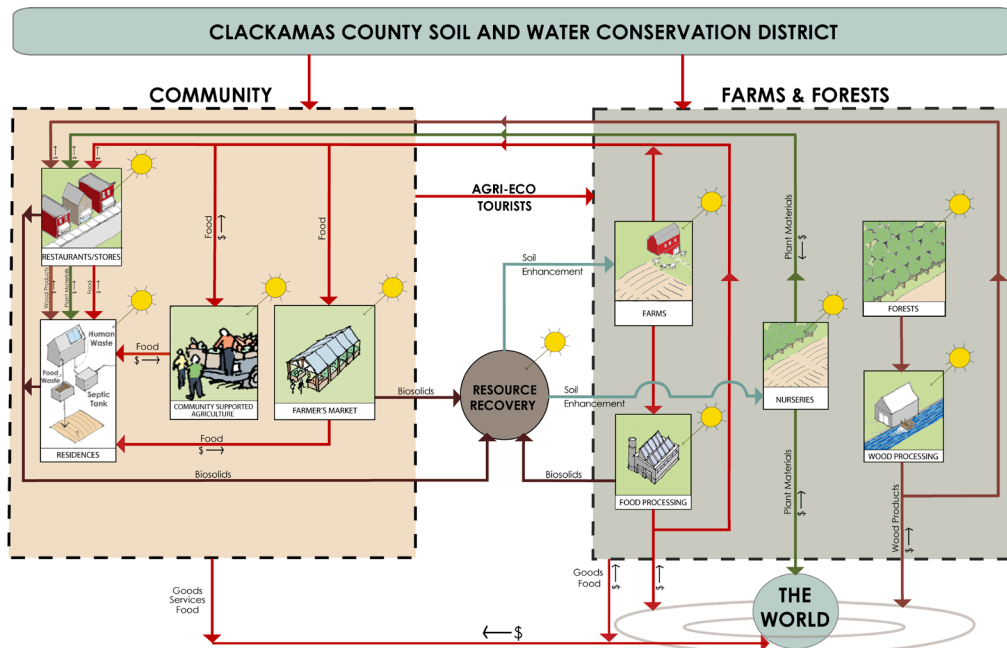 CLACKAMAS COUNTY SOIL AND WATER CONSERVATION DISTRICT
COMMUNITY
FARMS & FORESTS
$
$
$
RESTAURANTS/STORES
Wood Products
Plant Materials
Food
$
Food
$
Food
AGRI-ECO
TOURISTS
Soil
Enhancement
FARMS
Plant Materials
$
FORESTS
Human
Waste
Food
Waste
Septic
Tank
RESIDENCES
Food
$
COMMUNITY SUPPORTED
AGRICULTURE
FARMER'S MARKET
Food
$
Biosolids
Biosolids
RESOURCE
RECOVERY
Soil
Enhancement
NURSERIES
Biosolids
FOOD PROCESSING
WOOD PROCESSING
Plant Materials
$
Wood Products
$
Goods
Services
Food
Goods
Food
$
$
$
THE
WORLD